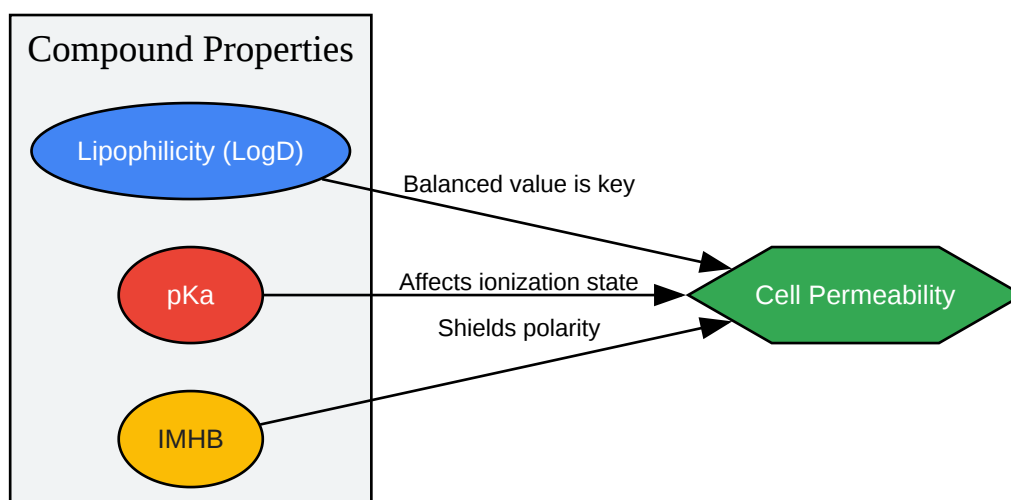 Compound Properties
Lipophilicity (LogD)
Balanced value is key
pKa
Affects ionization state
Cell Permeability
Shields polarity
IMHB